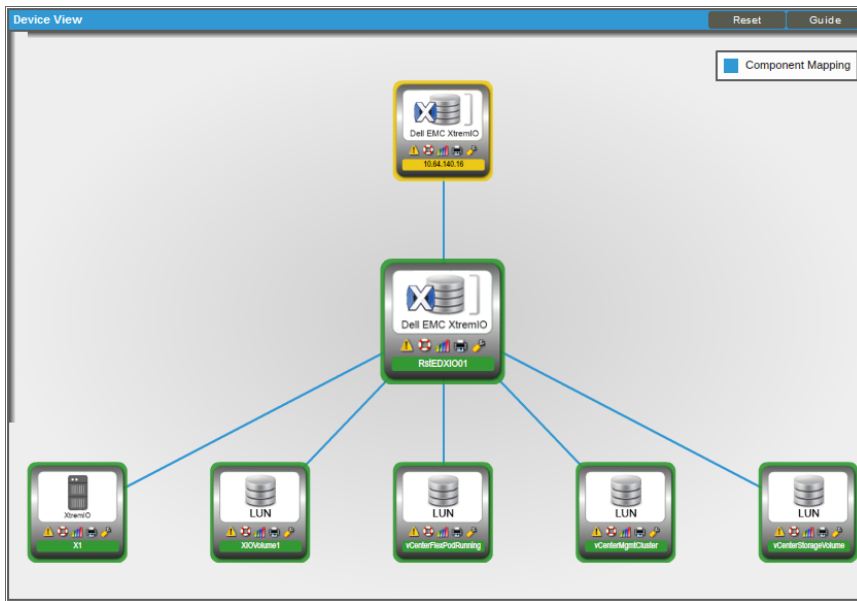 Device View
Reset
Guide
Component Mapping
Dell EMC XtremIO
10.64.140.16
Dell EMC XtremIO
RstEDXIO01
XtremIO
X1
LUN
XIOVolume1
LUN
vCenterFlexPodRunning
LUN
vCenterMgmtCluster
LUN
vCenterStorageVolume